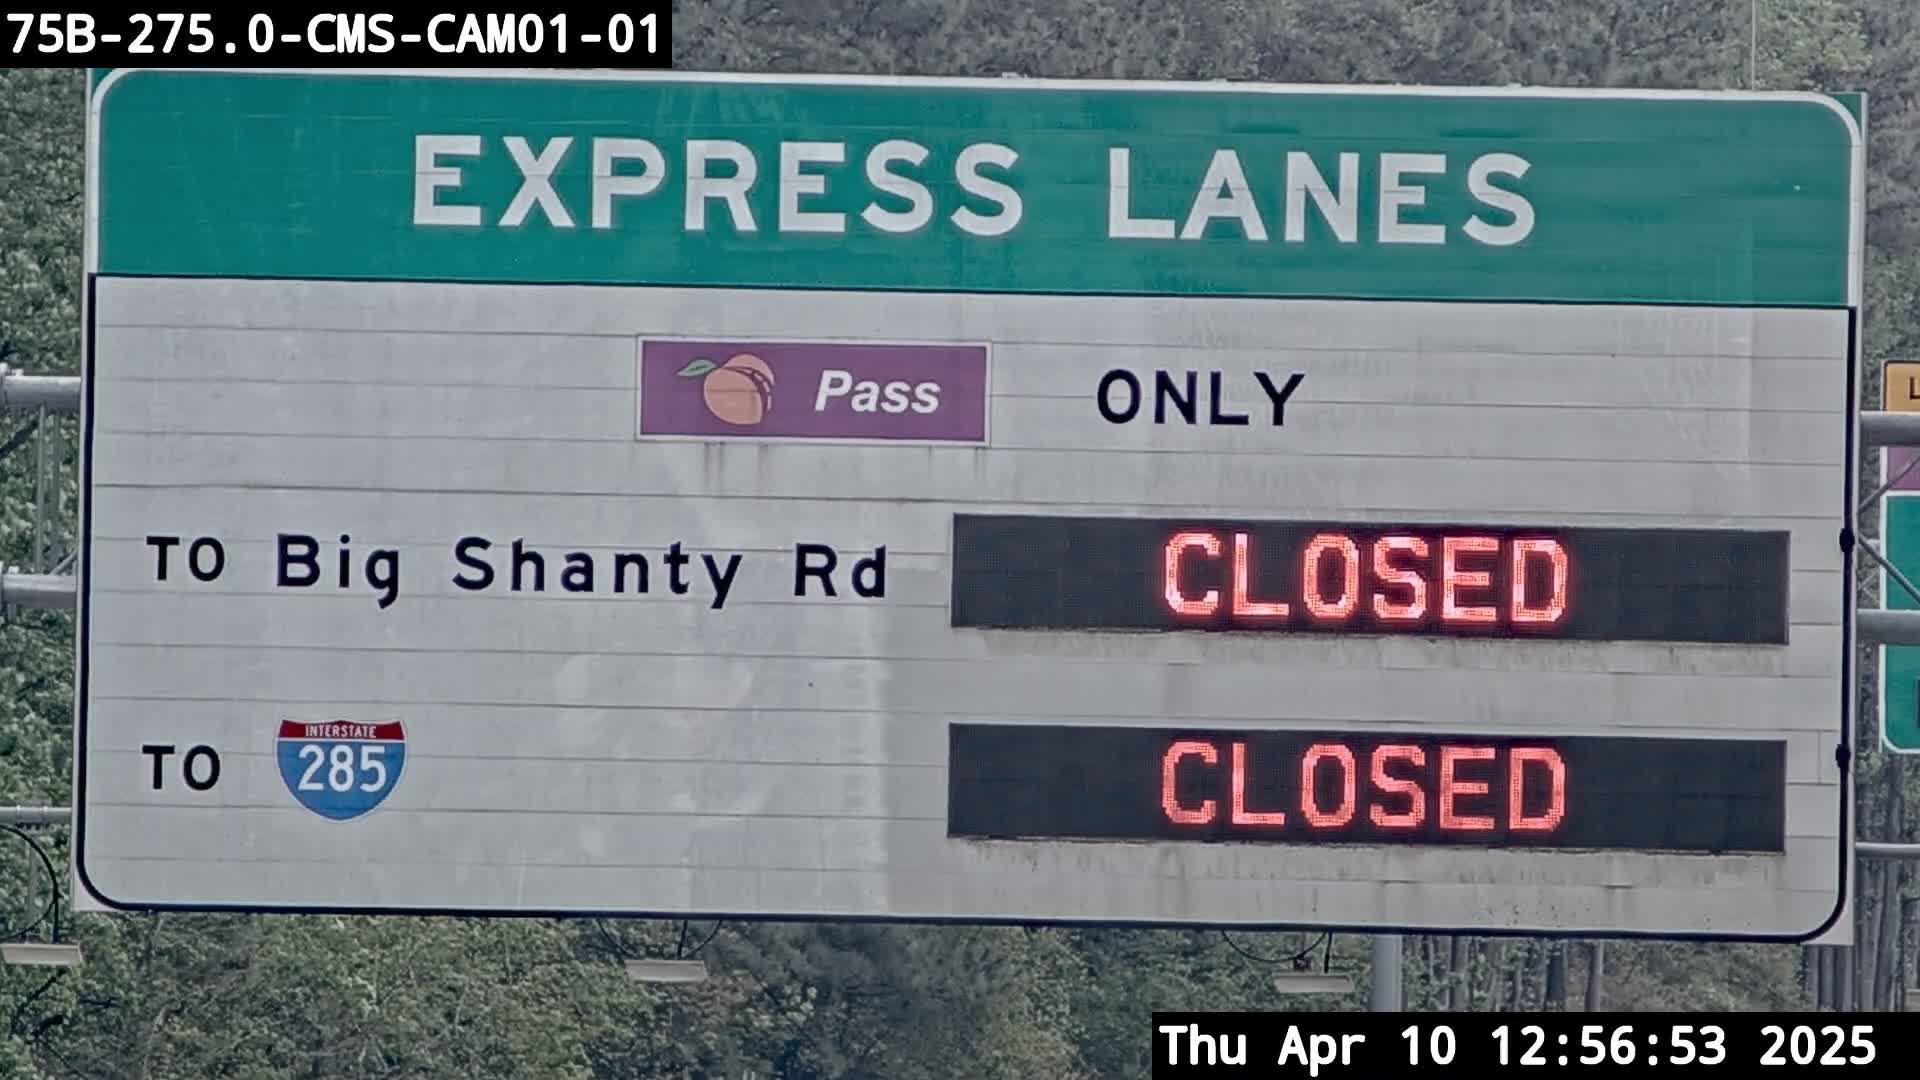 75B-275.0-CMS-CAM01-01
EXPRESS LANES
Pass ONLY
TO Big Shanty Rd CLOSED
TO INTERSTATE 285 CLOSED
Thu Apr 10 12:56:53 2025